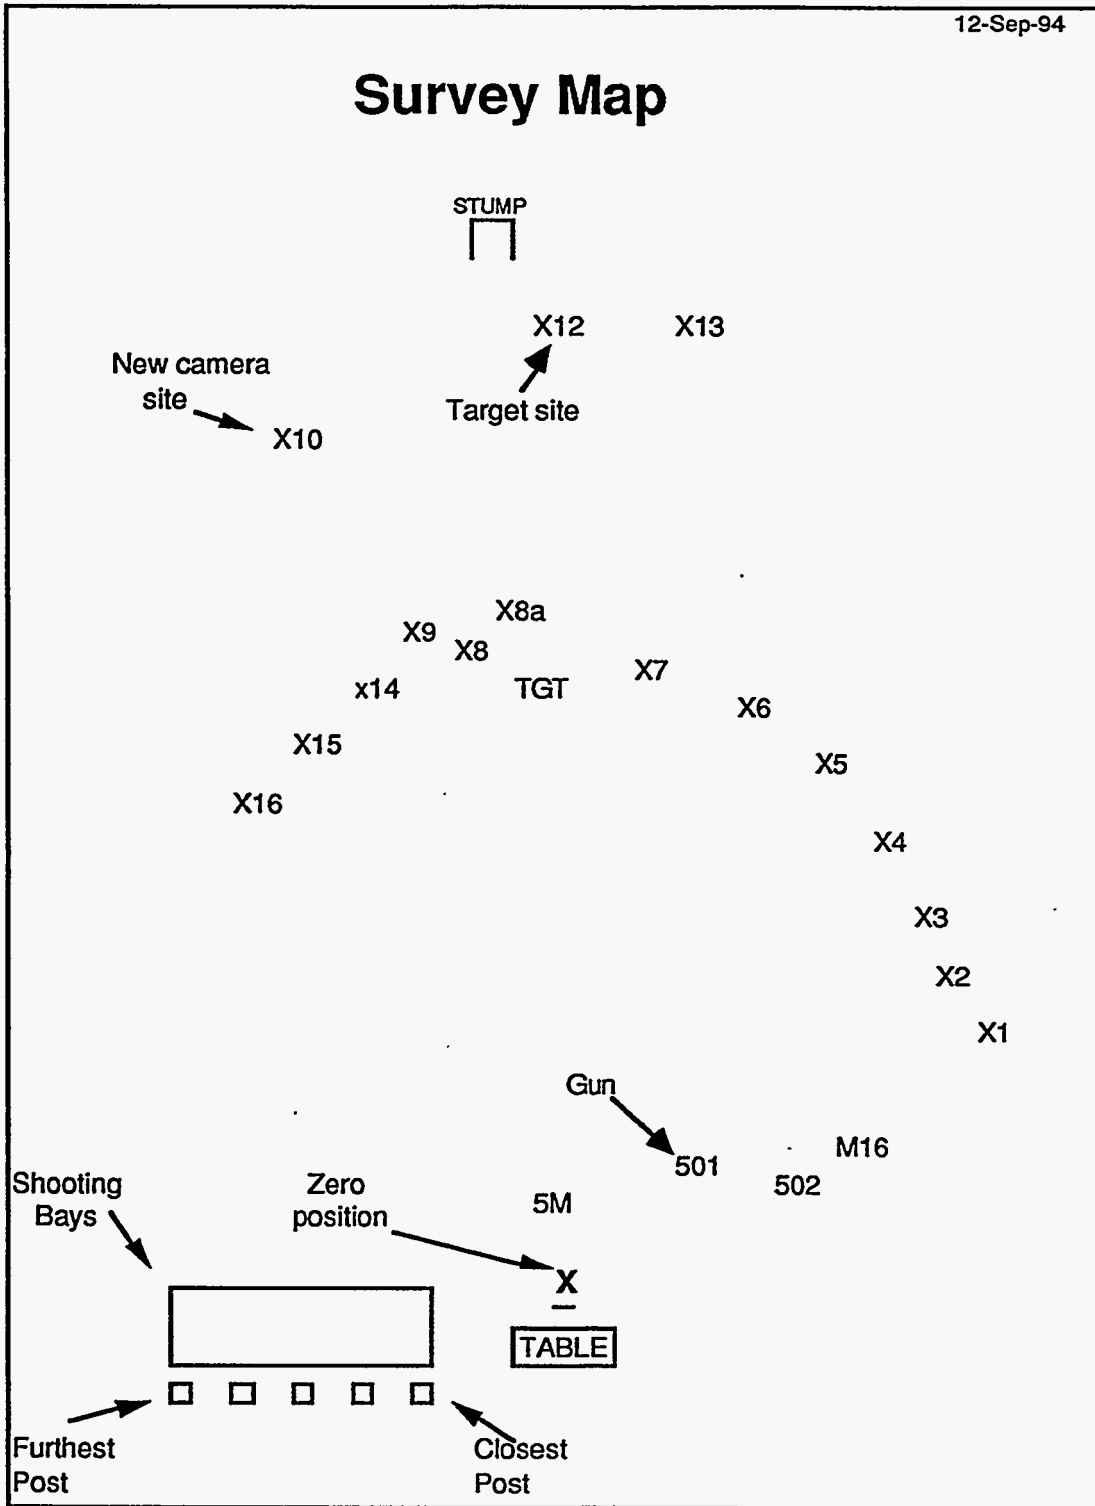 12-Sep-94
Survey Map
STUMP
X12
X13
New camera
site
Target site
X10
X8a
X9
X8
X7
x14
TGT
X6
X15
X5
X16
X4
X3
X2
X1
Gun
M16
501
502
Shooting
Bays
Zero
position
5M
X
TABLE
Furthest
Post
Closest
Post